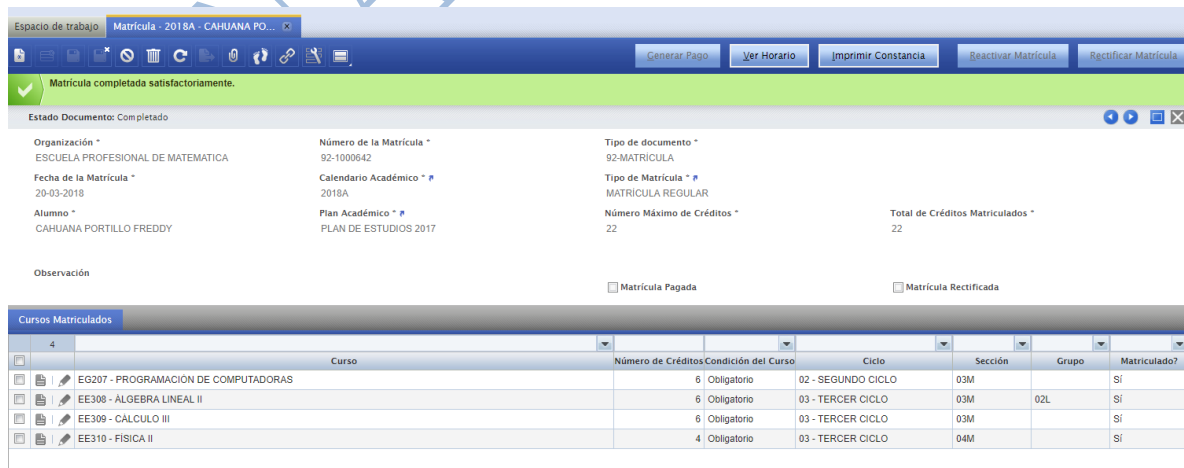 Espacio de trabajo Matrícula - 2018A - CAHUANA PO...
Generar Pago Ver Horario Imprimir Constancia Reactivar Matrícula Rectificar Matrícula
Matrícula completada satisfactoriamente.
Estado Documento: Completado
Organización * Número de la Matrícula * Tipo de documento *
ESCUELA PROFESIONAL DE MATEMATICA 92-1000642 92-MATRÍCULA
Fecha de la Matrícula * Calendario Académico * Tipo de Matrícula *
20-03-2018 2018A MATRÍCULA REGULAR
Alumno * Plan Académico * Número Máximo de Créditos * Total de Créditos Matriculados *
CAHUANA PORTILLO FREDDY PLAN DE ESTUDIOS 2017 22 22
Observación
Matrícula Pagada Matrícula Rectificada
Cursos Matriculados
4
Curso Número de Créditos Condición del Curso Ciclo Sección Grupo Matriculado?
EG207 - PROGRAMACIÓN DE COMPUTADORAS 6 Obligatorio 02 - SEGUNDO CICLO 03M Sí
EE308 - ÁLGEBRA LINEAL II 6 Obligatorio 03 - TERCER CICLO 03M 02L Sí
EE309 - CÁLCULO III 6 Obligatorio 03 - TERCER CICLO 03M Sí
EE310 - FÍSICA II 4 Obligatorio 03 - TERCER CICLO 04M Sí